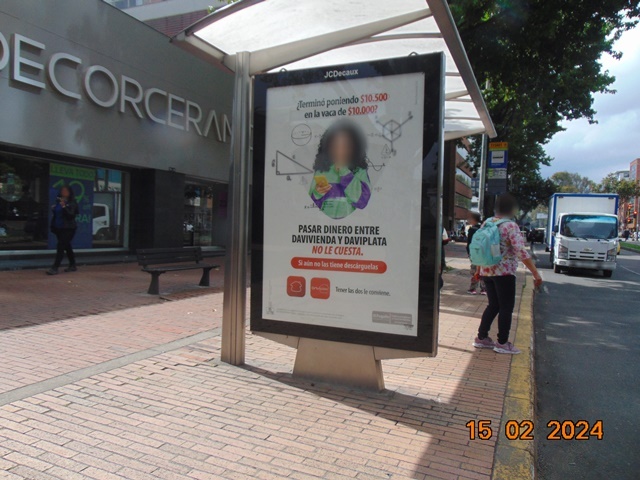 DECORCERAM
JCDecaux
¿Terminó poniendo $10.500
en la vaca de $10.000?
PASAR DINERO ENTRE
DAVIVIENDA Y DAVIPLATA
NO LE CUESTA.
Si aún no las tiene descárguelas
Tener las dos le conviene.
15 02 2024